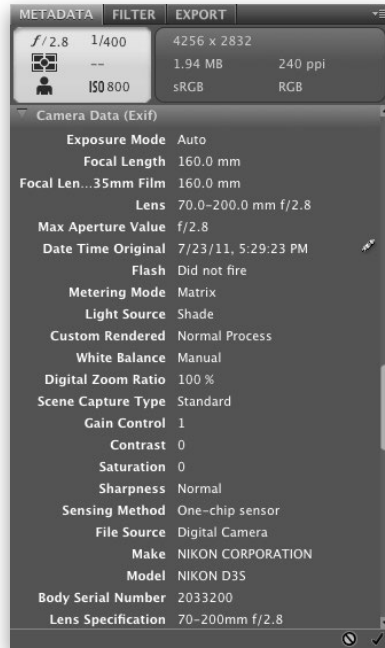 METADATA FILTER EXPORT
f/2.8 1/400
--
ISO 800
4256 x 2832
1.94 MB 240 ppi
sRGB RGB
Camera Data (Exif)
Exposure Mode Auto
Focal Length 160.0 mm
Focal Len...35mm Film 160.0 mm
Lens 70.0-200.0 mm f/2.8
Max Aperture Value f/2.8
Date Time Original 7/23/11, 5:29:23 PM
Flash Did not fire
Metering Mode Matrix
Light Source Shade
Custom Rendered Normal Process
White Balance Manual
Digital Zoom Ratio 100 %
Scene Capture Type Standard
Gain Control 1
Contrast 0
Saturation 0
Sharpness Normal
Sensing Method One-chip sensor
File Source Digital Camera
Make NIKON CORPORATION
Model NIKON D3S
Body Serial Number 2033200
Lens Specification 70-200mm f/2.8